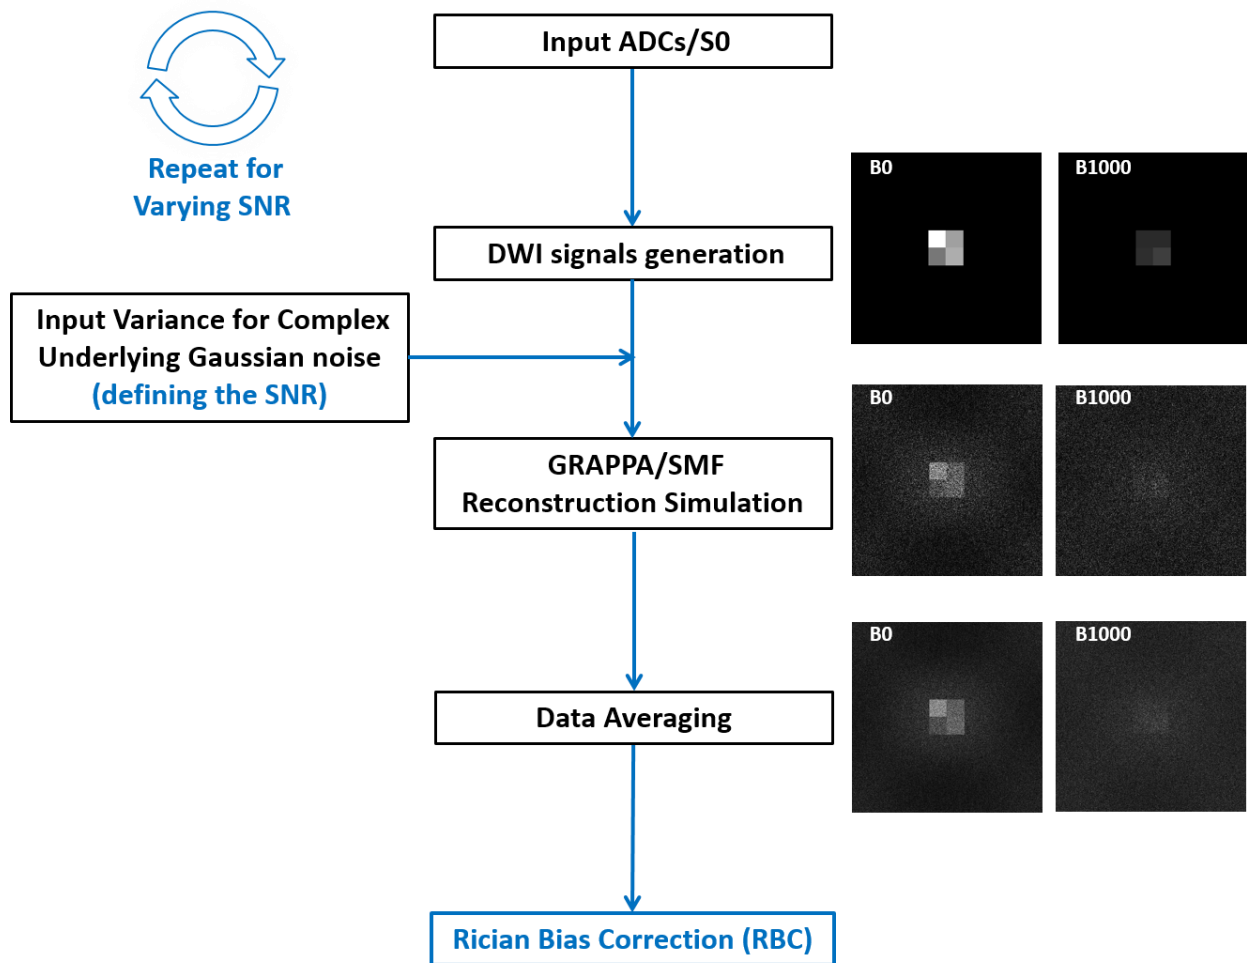 Input ADCs/S0
Repeat for
Varying SNR
B0
B1000
DWI signals generation
Input Variance for Complex
Underlying Gaussian noise
(defining the SNR)
B0
B1000
GRAPPA/SMF
Reconstruction Simulation
B0
B1000
Data Averaging
Rician Bias Correction (RBC)